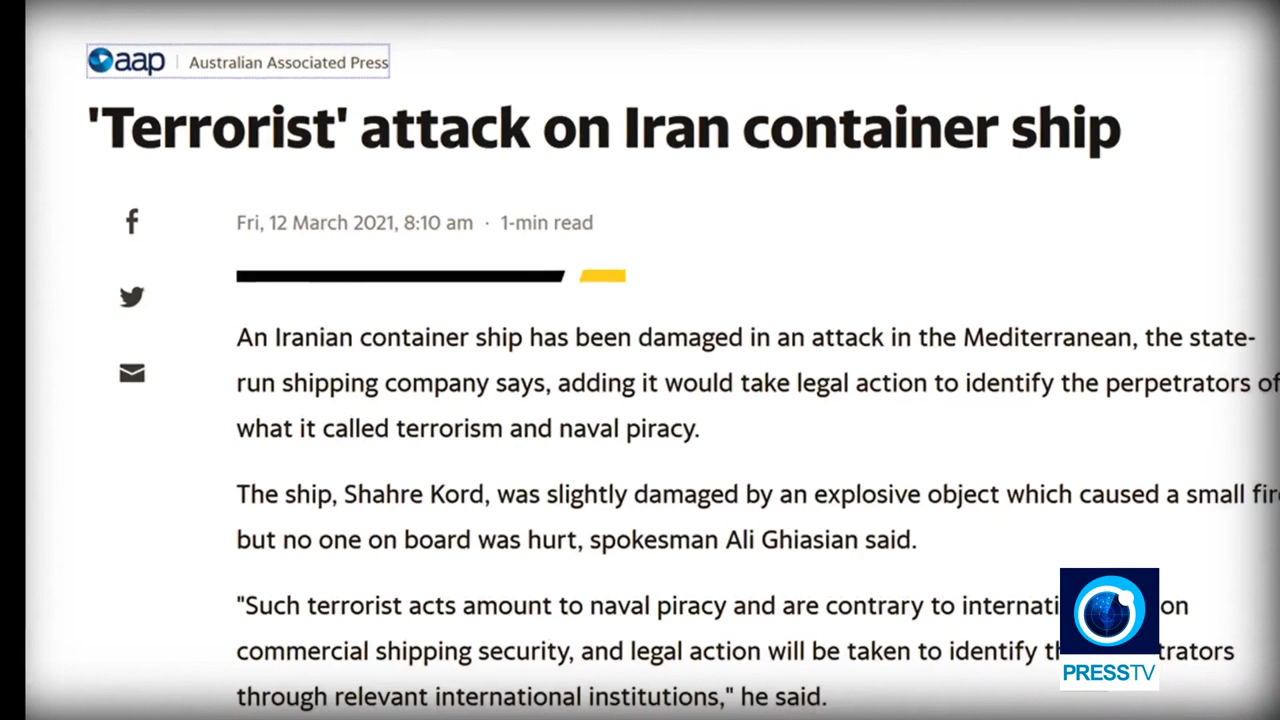 aap | Australian Associated Press
'Terrorist' attack on Iran container ship
Fri, 12 March 2021, 8:10 am · 1-min read
An Iranian container ship has been damaged in an attack in the Mediterranean, the state-
run shipping company says, adding it would take legal action to identify the perpetrators of
what it called terrorism and naval piracy.
The ship, Shahre Kord, was slightly damaged by an explosive object which caused a small fire
but no one on board was hurt, spokesman Ali Ghiasian said.
"Such terrorist acts amount to naval piracy and are contrary to on
commercial shipping security, and legal action will be taken to identify
through relevant international institutions," he said.
PRESSTV